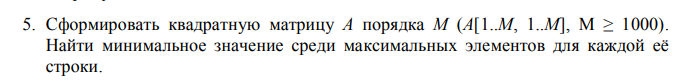 5. Сформировать квадратную матрицу A порядка M (A[1..M, 1..M], M ≥ 1000).
Найти минимальное значение среди максимальных элементов для каждой её
строки.